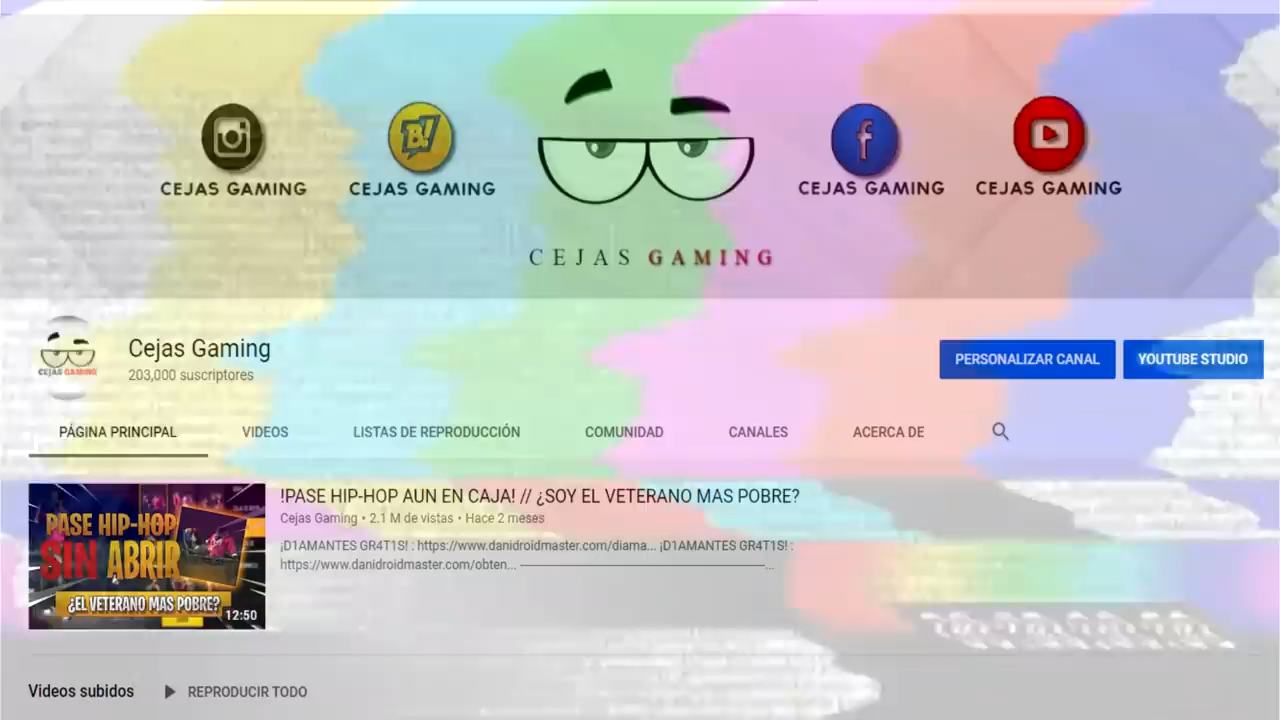 CEJAS GAMING
CEJAS GAMING
CEJAS GAMING
CEJAS GAMING
CEJAS GAMING
CEJAS GAMING
Cejas Gaming
203,000 suscriptores
PERSONALIZAR CANAL
YOUTUBE STUDIO
PÁGINA PRINCIPAL
VIDEOS
LISTAS DE REPRODUCCIÓN
COMUNIDAD
CANALES
ACERCA DE
PASE HIP-HOP
SIN ABRIR
¿EL VETERANO MAS POBRE?
12:50
!PASE HIP-HOP AUN EN CAJA! // ¿SOY EL VETERANO MAS POBRE?
Cejas Gaming • 2.1 M de vistas • Hace 2 meses
¡D1AMANTES GR4T1S! : https://www.danidroidmaster.com/diama... ¡D1AMANTES GR4T1S! :
https://www.danidroidmaster.com/obten... ...
Videos subidos
REPRODUCIR TODO